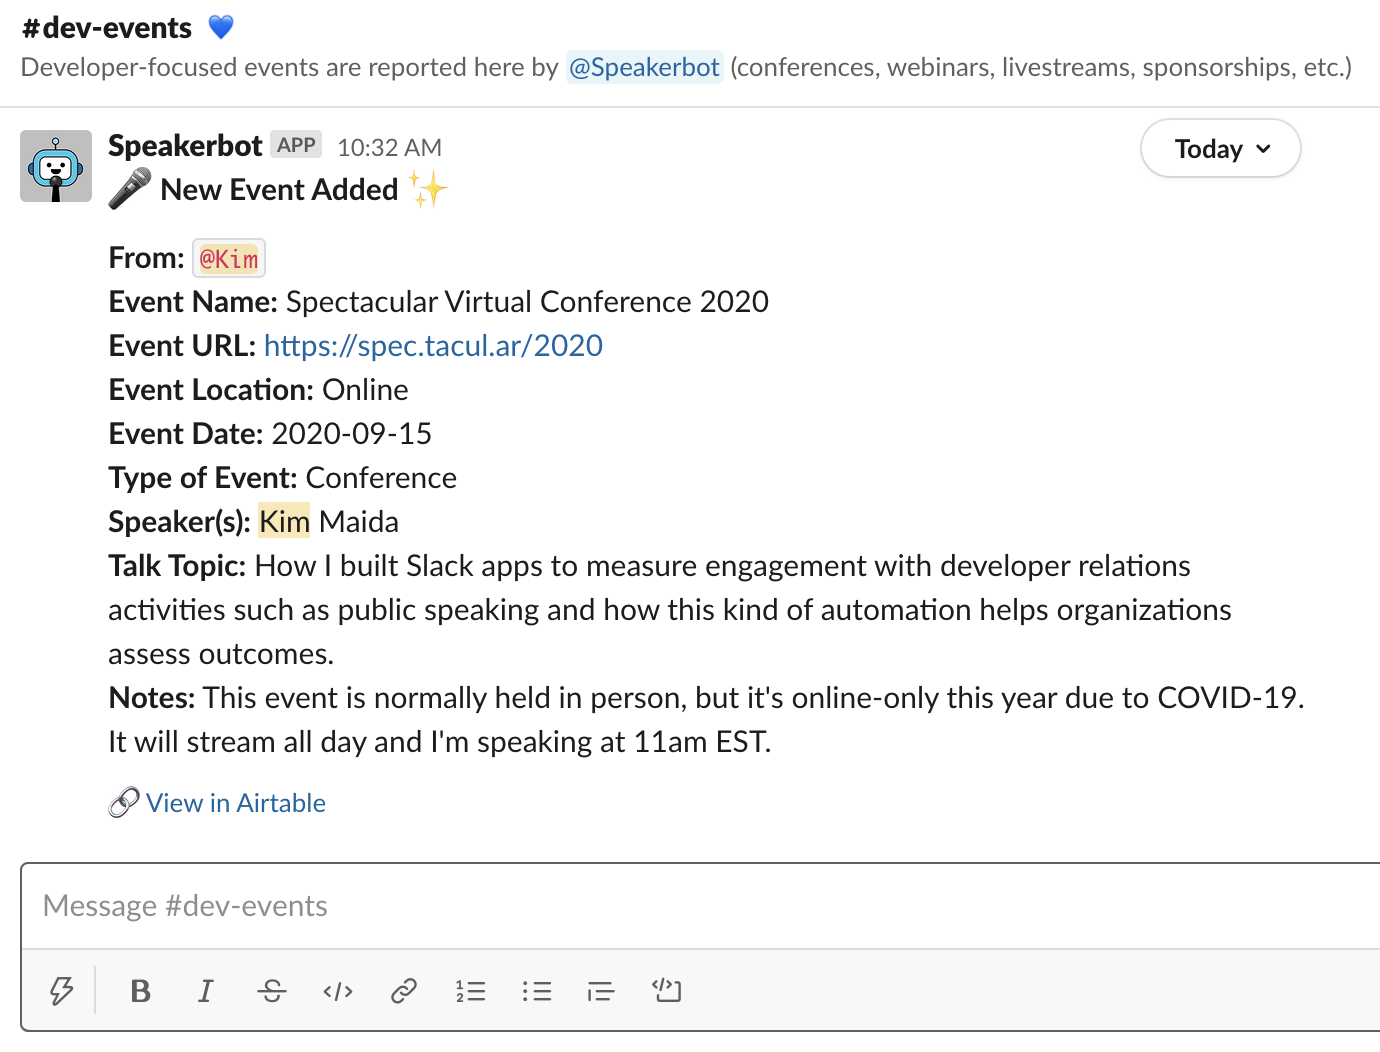 #dev-events 💙
Developer-focused events are reported here by @Speakerbot (conferences, webinars, livestreams, sponsorships, etc.)
Speakerbot APP 10:32 AM
Today
🎤 New Event Added ✨
From: @Kim
Event Name: Spectacular Virtual Conference 2020
Event URL: https://spec.tacul.ar/2020
Event Location: Online
Event Date: 2020-09-15
Type of Event: Conference
Speaker(s): Kim Maida
Talk Topic: How I built Slack apps to measure engagement with developer relations
activities such as public speaking and how this kind of automation helps organizations
assess outcomes.
Notes: This event is normally held in person, but it's online-only this year due to COVID-19.
It will stream all day and I'm speaking at 11am EST.
🔗 View in Airtable
Message #dev-events
B I S </>